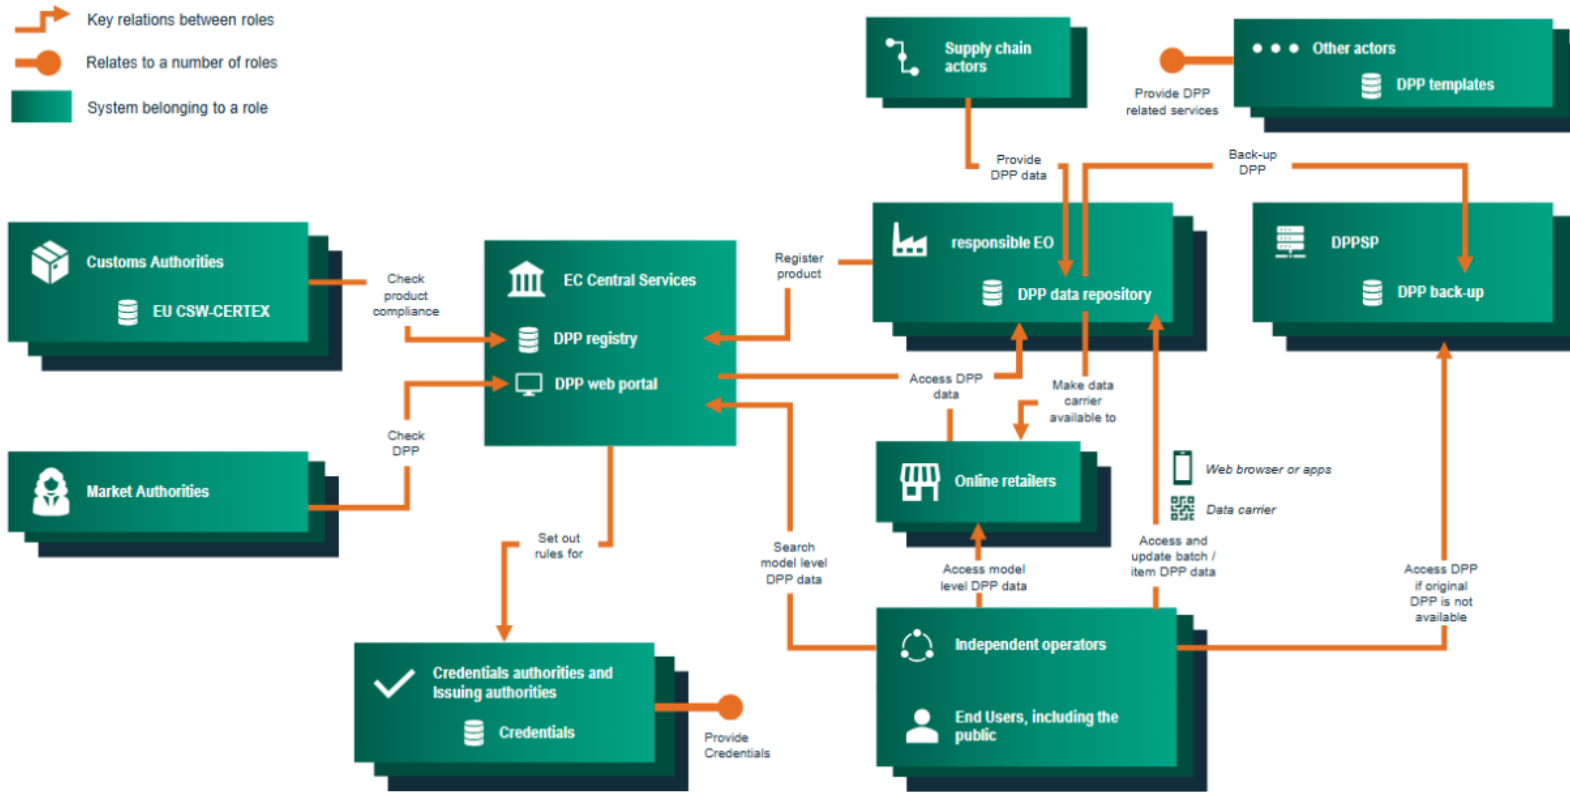 Key relations between roles
Relates to a number of roles
System belonging to a role
Supply chain
actors
Other actors
DPP templates
Provide DPP
related services
Provide
DPP data
Back-up
DPP
Customs Authorities
EU CSW-CERTEX
Check
product
compliance
EC Central Services
DPP registry
DPP web portal
Register
product
responsible EO
DPP data repository
DPPSP
DPP back-up
Access DPP
data
Make data
carrier
available to
Check
DPP
Market Authorities
Online retailers
Web browser or apps
Data carrier
Set out
rules for
Search
model level
DPP data
Access model
level DPP data
Access and
update batch /
item DPP data
Access DPP
if original
DPP is not
available
Credentials authorities and
Issuing authorities
Credentials
Provide
Credentials
Independent operators
End Users, including the
public